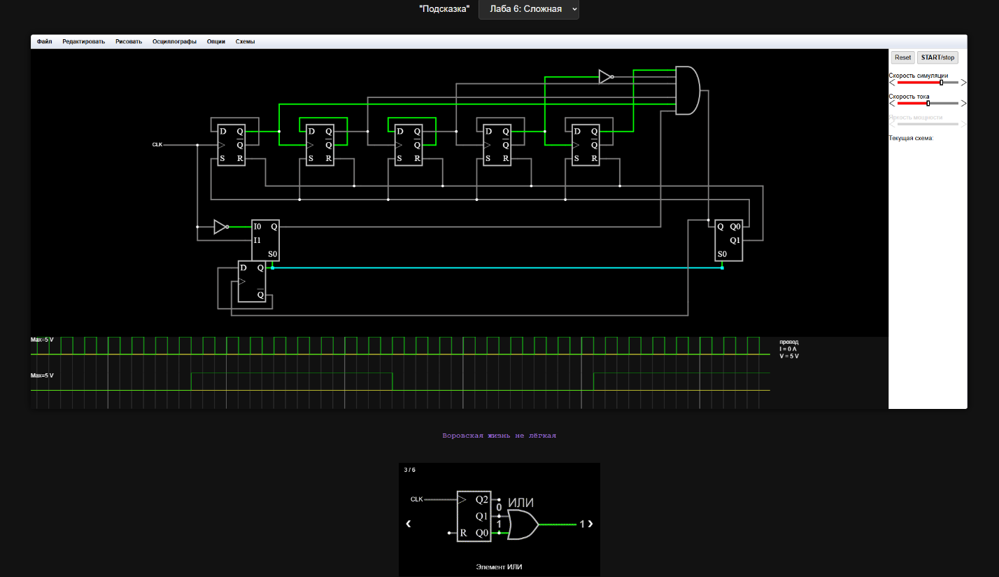 "Подсказка" Лаба 6: Сложная
Файл Редактировать Рисовать Осциллографы Опции Схемы
Reset START/stop
Скорость симуляции
Скорость тока
Яркость мощности
Текущая схема:
D Q D Q D Q D Q D Q
CLK Q Q Q Q Q
S R S R S R S R S R
I0 Q Q Q0
I1 Q1
S0 S0
D Q
Q
Max=5 V
провод
I = 0 A
V = 5 V
Max=5 V
Воровская жизнь не лёгкая
3 / 6
CLK Q2 0 ИЛИ
Q1 1 ❮ 1 ❯
R Q0
Элемент ИЛИ